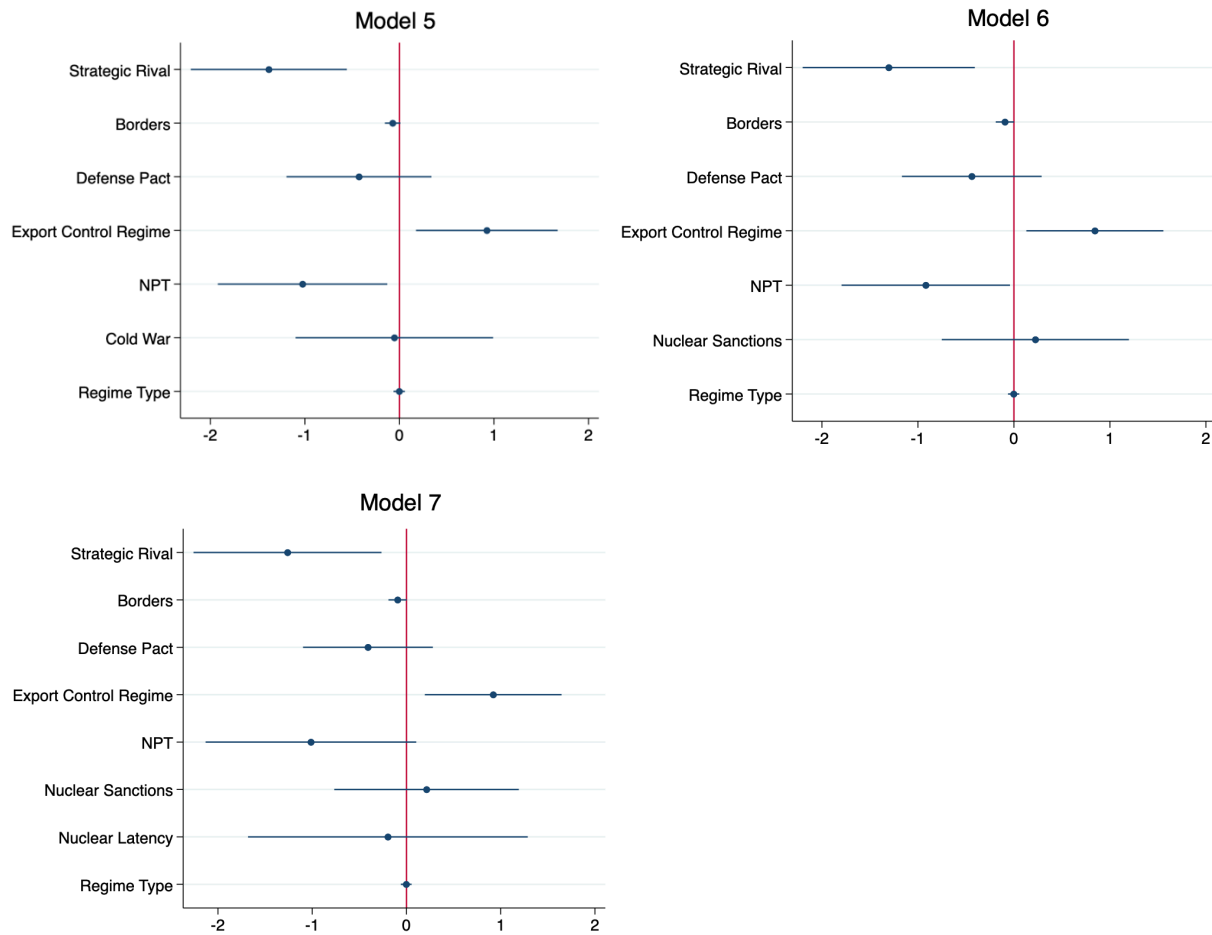 Model 5
Strategic Rival
Borders
Defense Pact
Export Control Regime
NPT
Cold War
Regime Type
-2 -1 0 1 2
Model 6
Strategic Rival
Borders
Defense Pact
Export Control Regime
NPT
Nuclear Sanctions
Regime Type
-2 -1 0 1 2
Model 7
Strategic Rival
Borders
Defense Pact
Export Control Regime
NPT
Nuclear Sanctions
Nuclear Latency
Regime Type
-2 -1 0 1 2